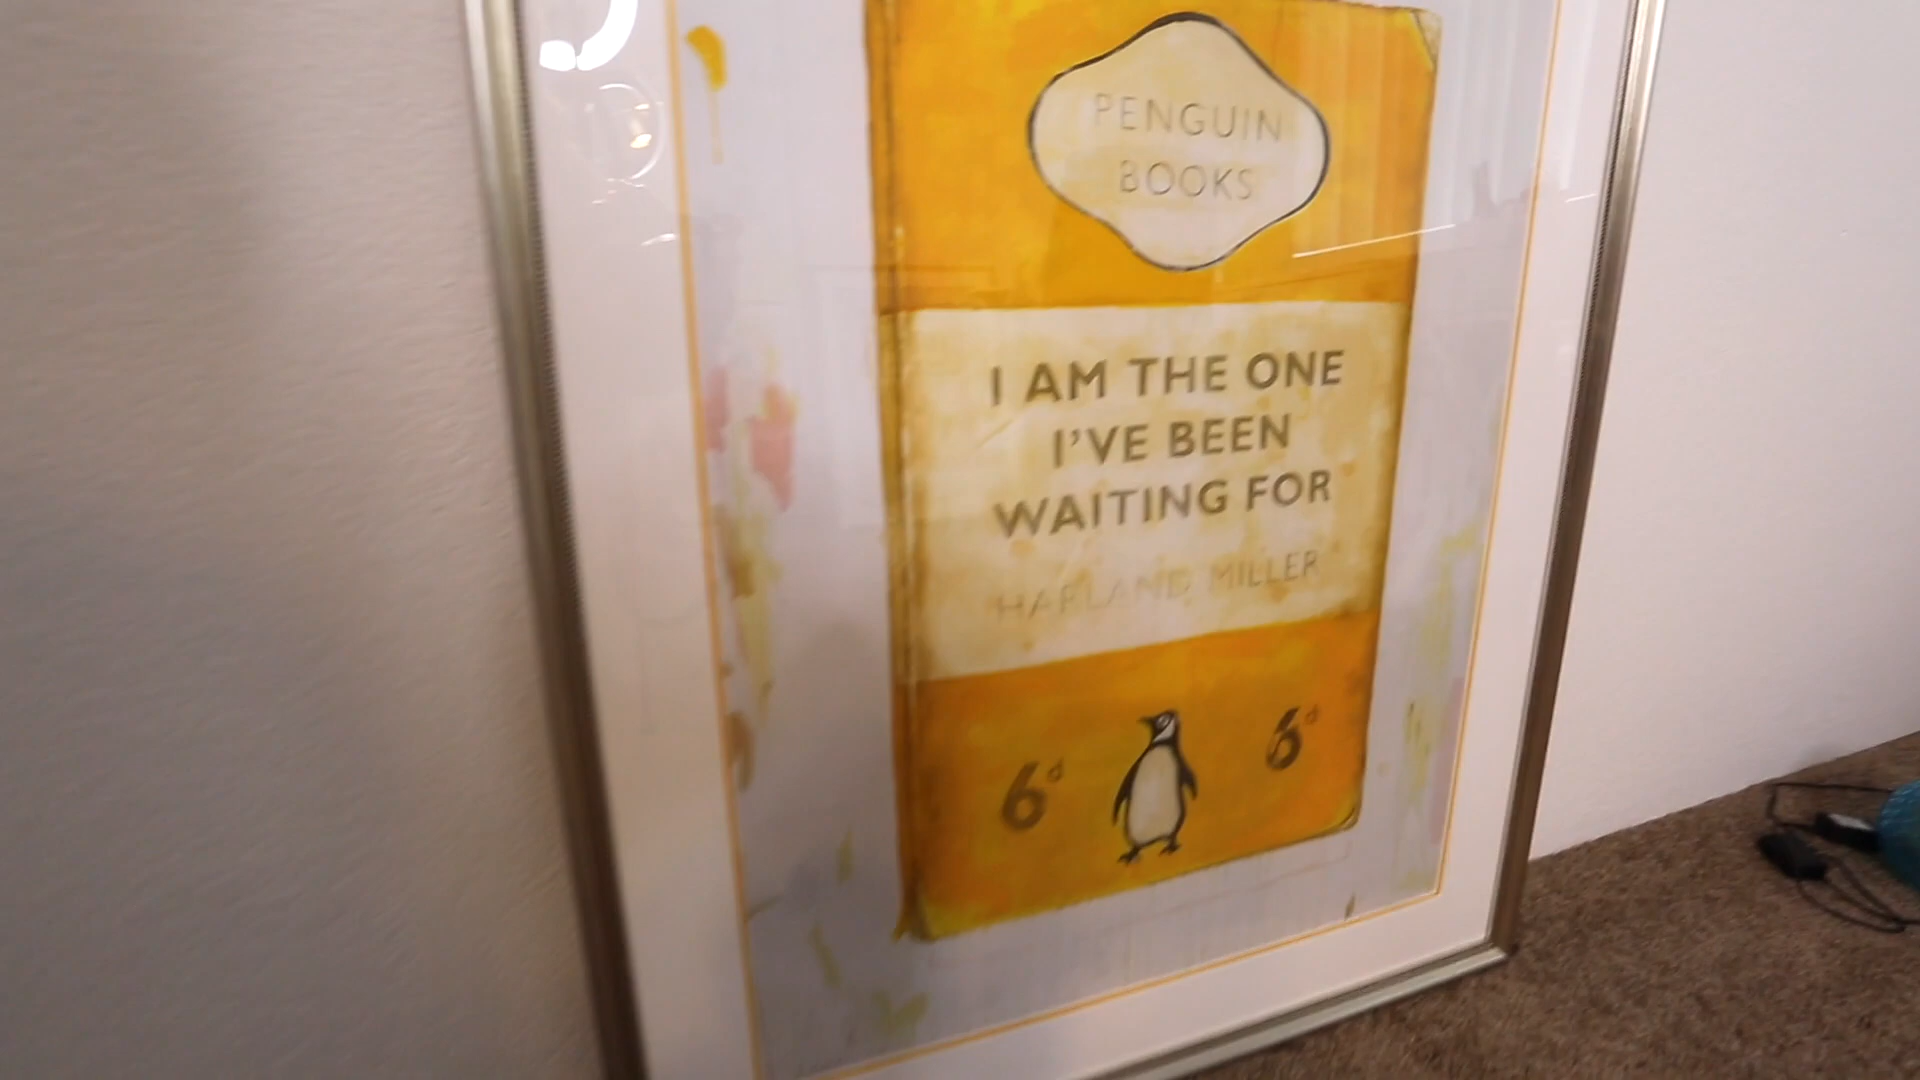 PENGUIN
BOOKS
I AM THE ONE
I'VE BEEN
WAITING FOR
HARLAND MILLER
6d 6d